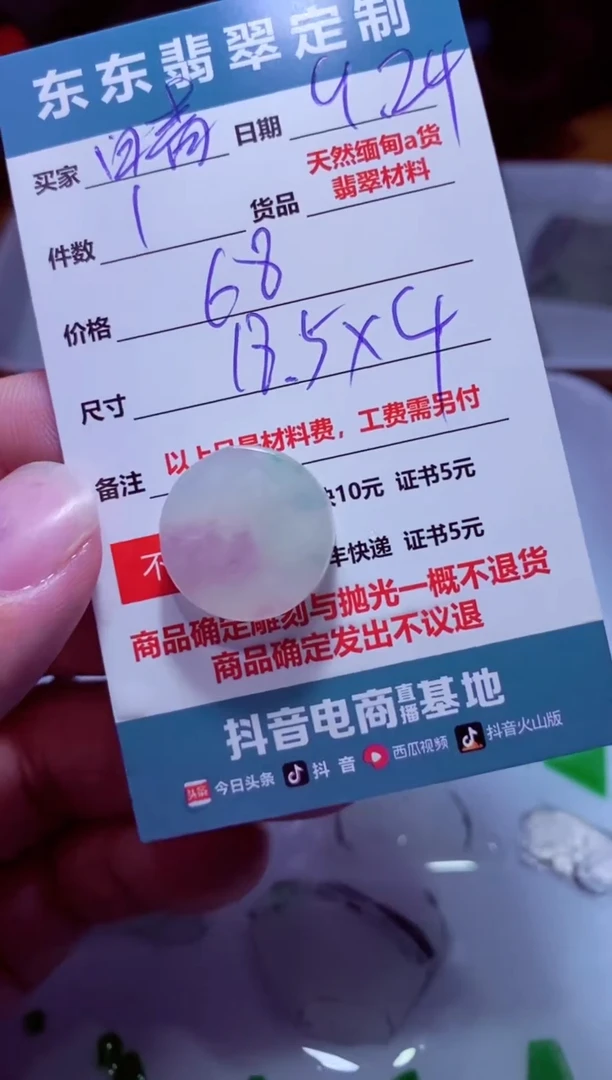 东东翡翠定制
买家 日期 9.24
件数 1 货品 天然缅甸a货
翡翠材料
价格 68
尺寸 13.5×4
备注 以上只是材料费，工费需另付
10元 证书5元
不
快递 证书5元
商品确定雕刻与抛光一概不退货
商品确定发出不议退
抖音电商直播基地
头条 今日头条 抖音 西瓜视频 抖音火山版